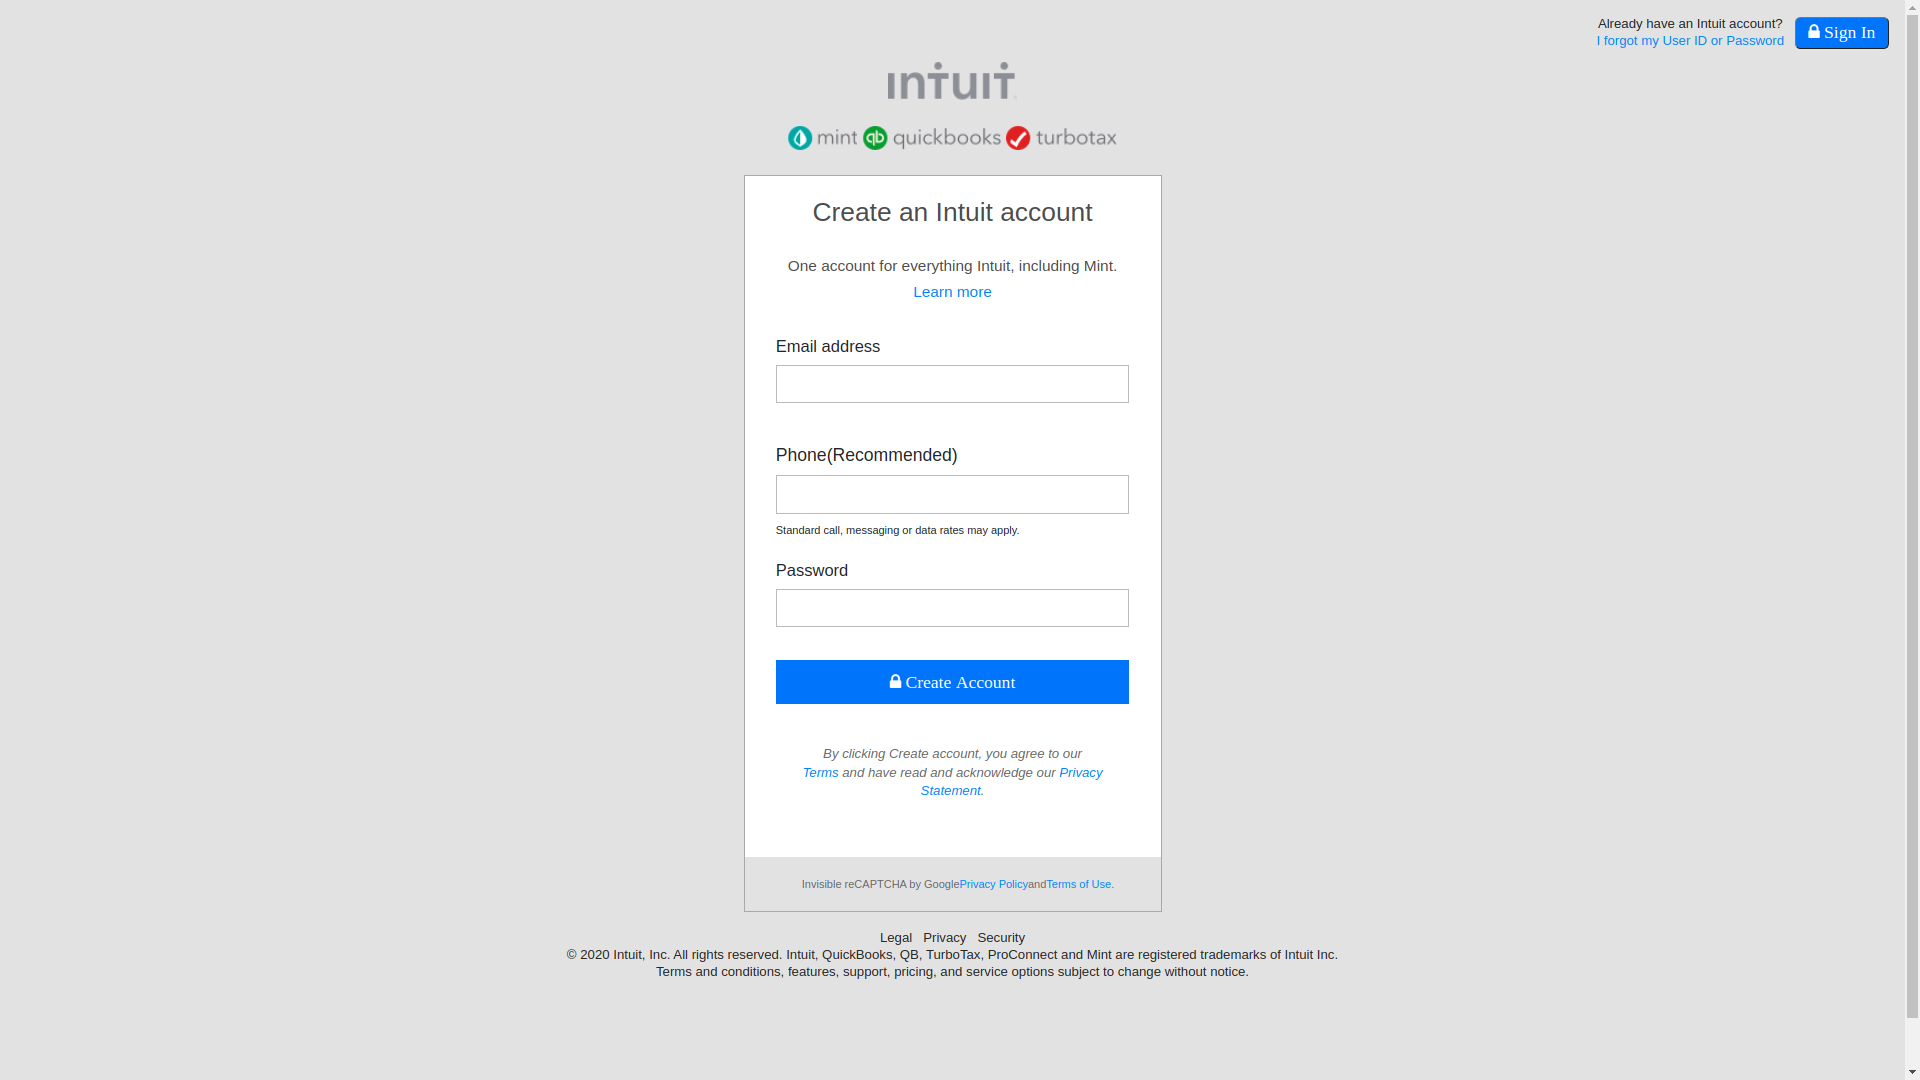 Already have an Intuit account?
I forgot my User ID or Password
Sign In
intuit
mint quickbooks turbotax
Create an Intuit account
One account for everything Intuit, including Mint.
Learn more
Email address
Phone(Recommended)
Standard call, messaging or data rates may apply.
Password
Create Account
By clicking Create account, you agree to our
Terms and have read and acknowledge our Privacy
Statement.
Invisible reCAPTCHA by GooglePrivacy PolicyandTerms of Use.
Legal Privacy Security
© 2020 Intuit, Inc. All rights reserved. Intuit, QuickBooks, QB, TurboTax, ProConnect and Mint are registered trademarks of Intuit Inc.
Terms and conditions, features, support, pricing, and service options subject to change without notice.